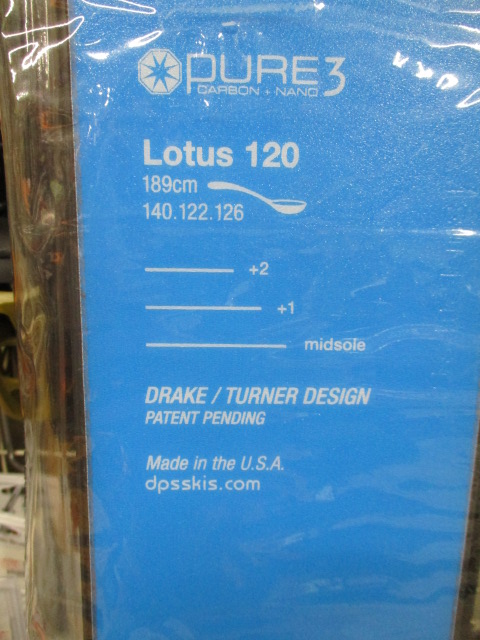 PURE3
CARBON + NANO
Lotus 120
189cm
140.122.126
+2
+1
midsole
DRAKE / TURNER DESIGN
PATENT PENDING
Made in the U.S.A.
dpsskis.com